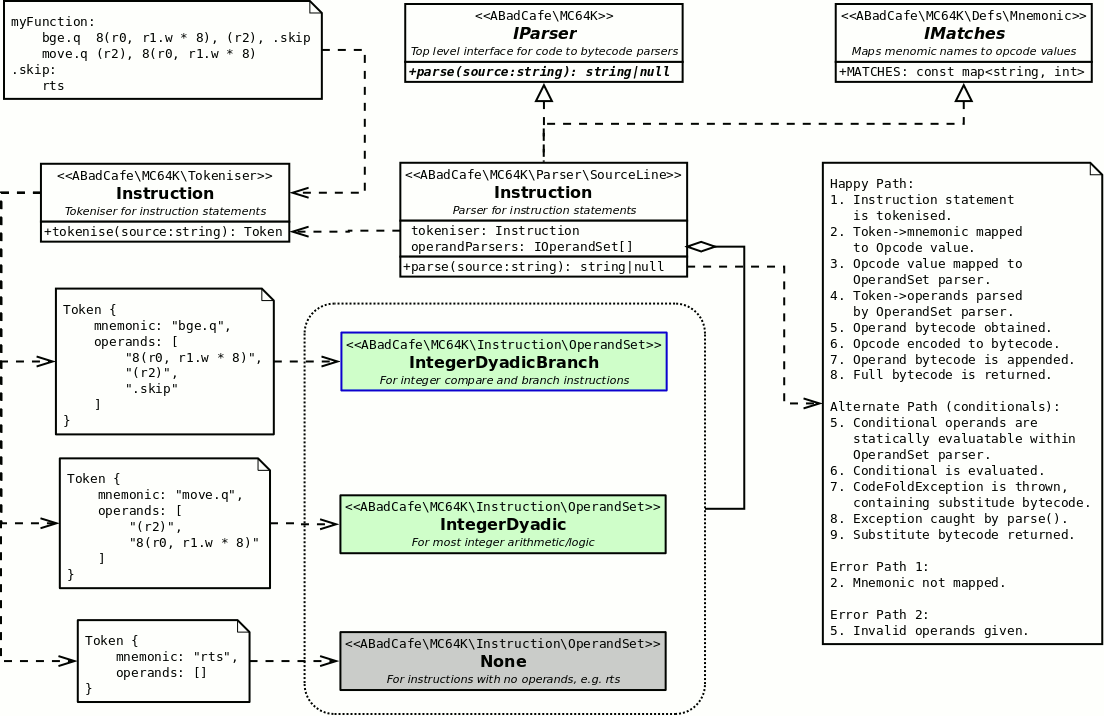 myFunction:
bge.q  8(r0, r1.w * 8), (r2), .skip
move.q (r2), 8(r0, r1.w * 8)
.skip:
rts
<<ABadCafe\MC64K>>
IParser
Top level interface for code to bytecode parsers
+parse(source:string): string|null
<<ABadCafe\MC64K\Defs\Mnemonic>>
IMatches
Maps menomic names to opcode values
+MATCHES: const map<string, int>
<<ABadCafe\MC64K\Tokeniser>>
Instruction
Tokeniser for instruction statements
+tokenise(source:string): Token
<<ABadCafe\MC64K\Parser\SourceLine>>
Instruction
Parser for instruction statements
tokeniser: Instruction
operandParsers: IOperandSet[]
+parse(source:string): string|null
Happy Path:
1. Instruction statement
is tokenised.
2. Token->mnemonic mapped
to Opcode value.
3. Opcode value mapped to
OperandSet parser.
4. Token->operands parsed
by OperandSet parser.
5. Operand bytecode obtained.
6. Opcode encoded to bytecode.
7. Operand bytecode is appended.
8. Full bytecode is returned.
Alternate Path (conditionals):
5. Conditional operands are
statically evaluatable within
OperandSet parser.
6. Conditional is evaluated.
7. CodeFoldException is thrown,
containing substitude bytecode.
8. Exception caught by parse().
9. Substitute bytecode returned.
Error Path 1:
2. Mnemonic not mapped.
Error Path 2:
5. Invalid operands given.
Token {
mnemonic: "bge.q",
operands: [
"8(r0, r1.w * 8)",
"(r2)",
".skip"
]
}
<<ABadCafe\MC64K\Instruction\OperandSet>>
IntegerDyadicBranch
For integer compare and branch instructions
Token {
mnemonic: "move.q",
operands: [
"(r2)",
"8(r0, r1.w * 8)"
]
}
<<ABadCafe\MC64K\Instruction\OperandSet>>
IntegerDyadic
For most integer arithmetic/logic
Token {
mnemonic: "rts",
operands: []
}
<<ABadCafe\MC64K\Instruction\OperandSet>>
None
For instructions with no operands, e.g. rts